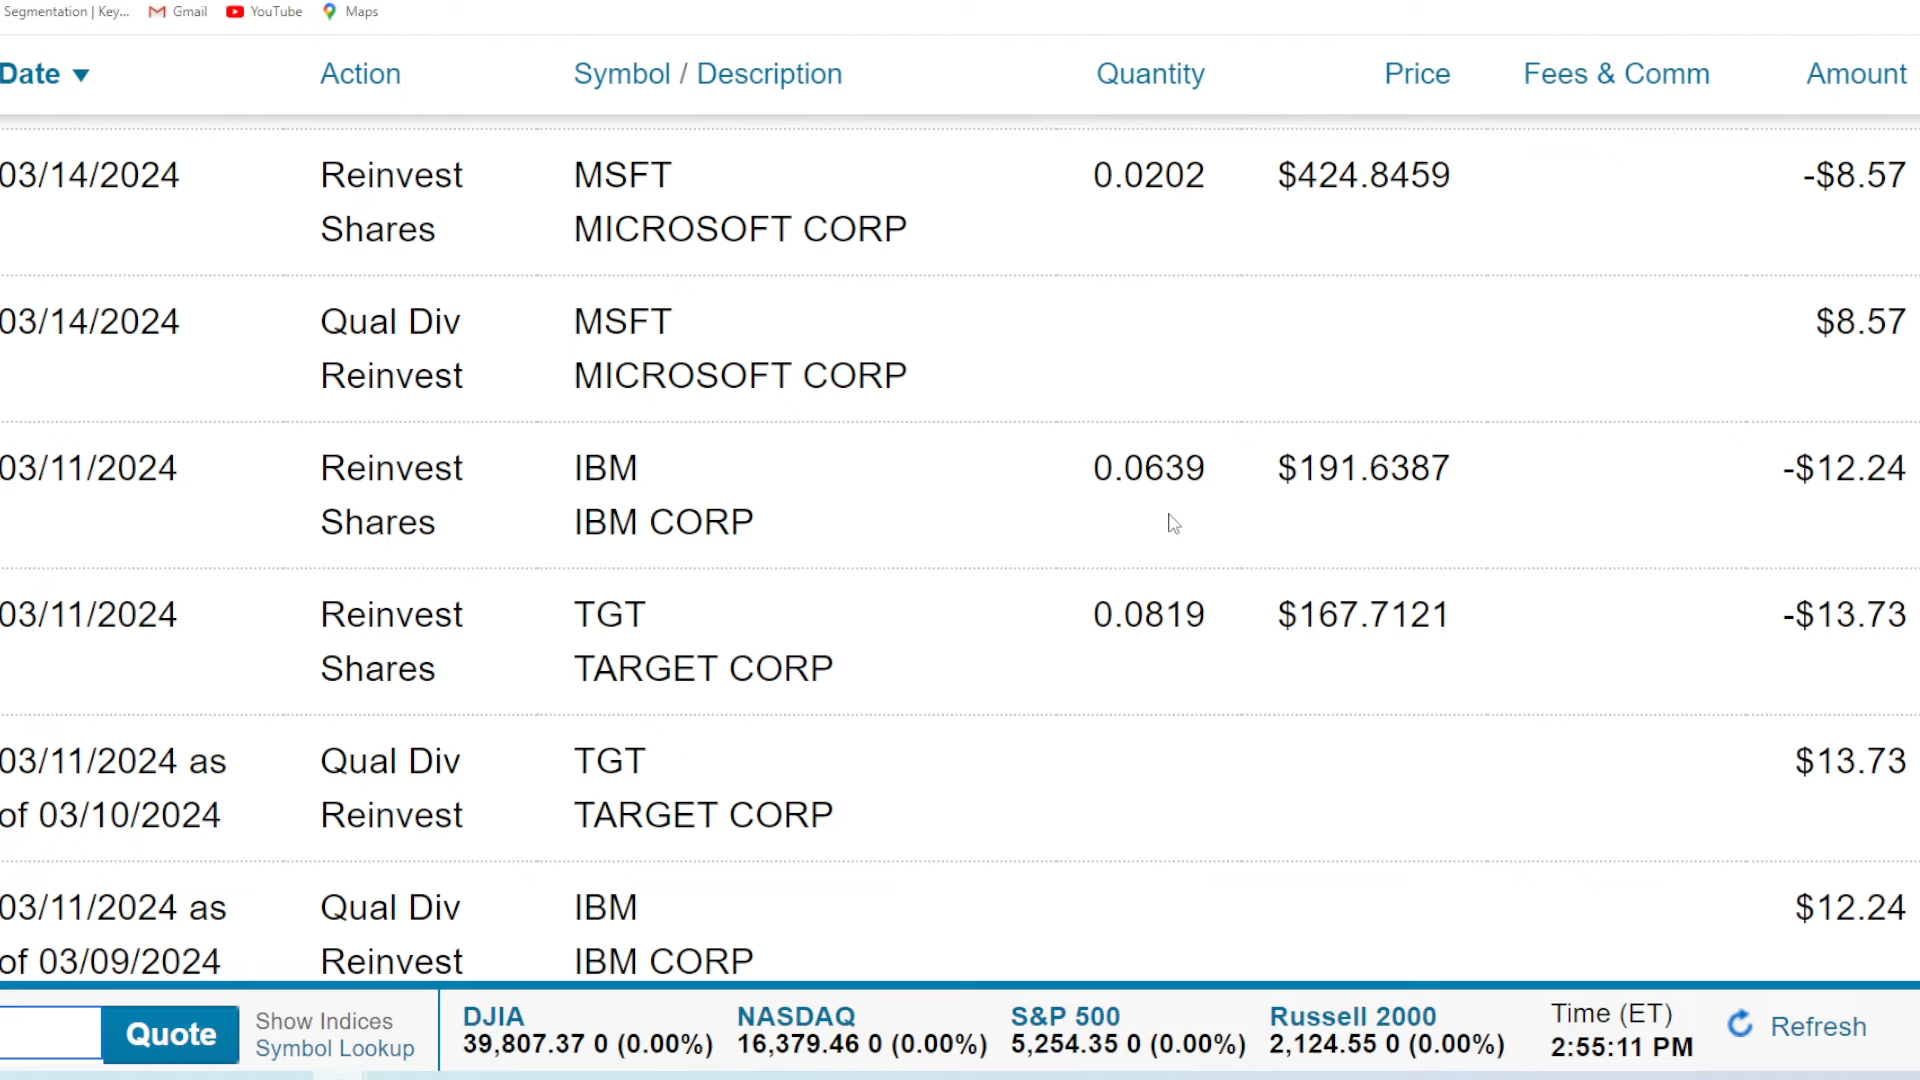 Segmentation | Key... Gmail YouTube Maps
Date ▼ Action Symbol / Description Quantity Price Fees & Comm Amount
03/14/2024 Reinvest MSFT 0.0202 $424.8459 -$8.57
Shares MICROSOFT CORP
03/14/2024 Qual Div MSFT $8.57
Reinvest MICROSOFT CORP
03/11/2024 Reinvest IBM 0.0639 $191.6387 -$12.24
Shares IBM CORP
03/11/2024 Reinvest TGT 0.0819 $167.7121 -$13.73
Shares TARGET CORP
03/11/2024 as Qual Div TGT $13.73
of 03/10/2024 Reinvest TARGET CORP
03/11/2024 as Qual Div IBM $12.24
of 03/09/2024 Reinvest IBM CORP
Quote Show Indices DJIA NASDAQ S&P 500 Russell 2000 Time (ET) Refresh
Symbol Lookup 39,807.37 0 (0.00%) 16,379.46 0 (0.00%) 5,254.35 0 (0.00%) 2,124.55 0 (0.00%) 2:55:11 PM